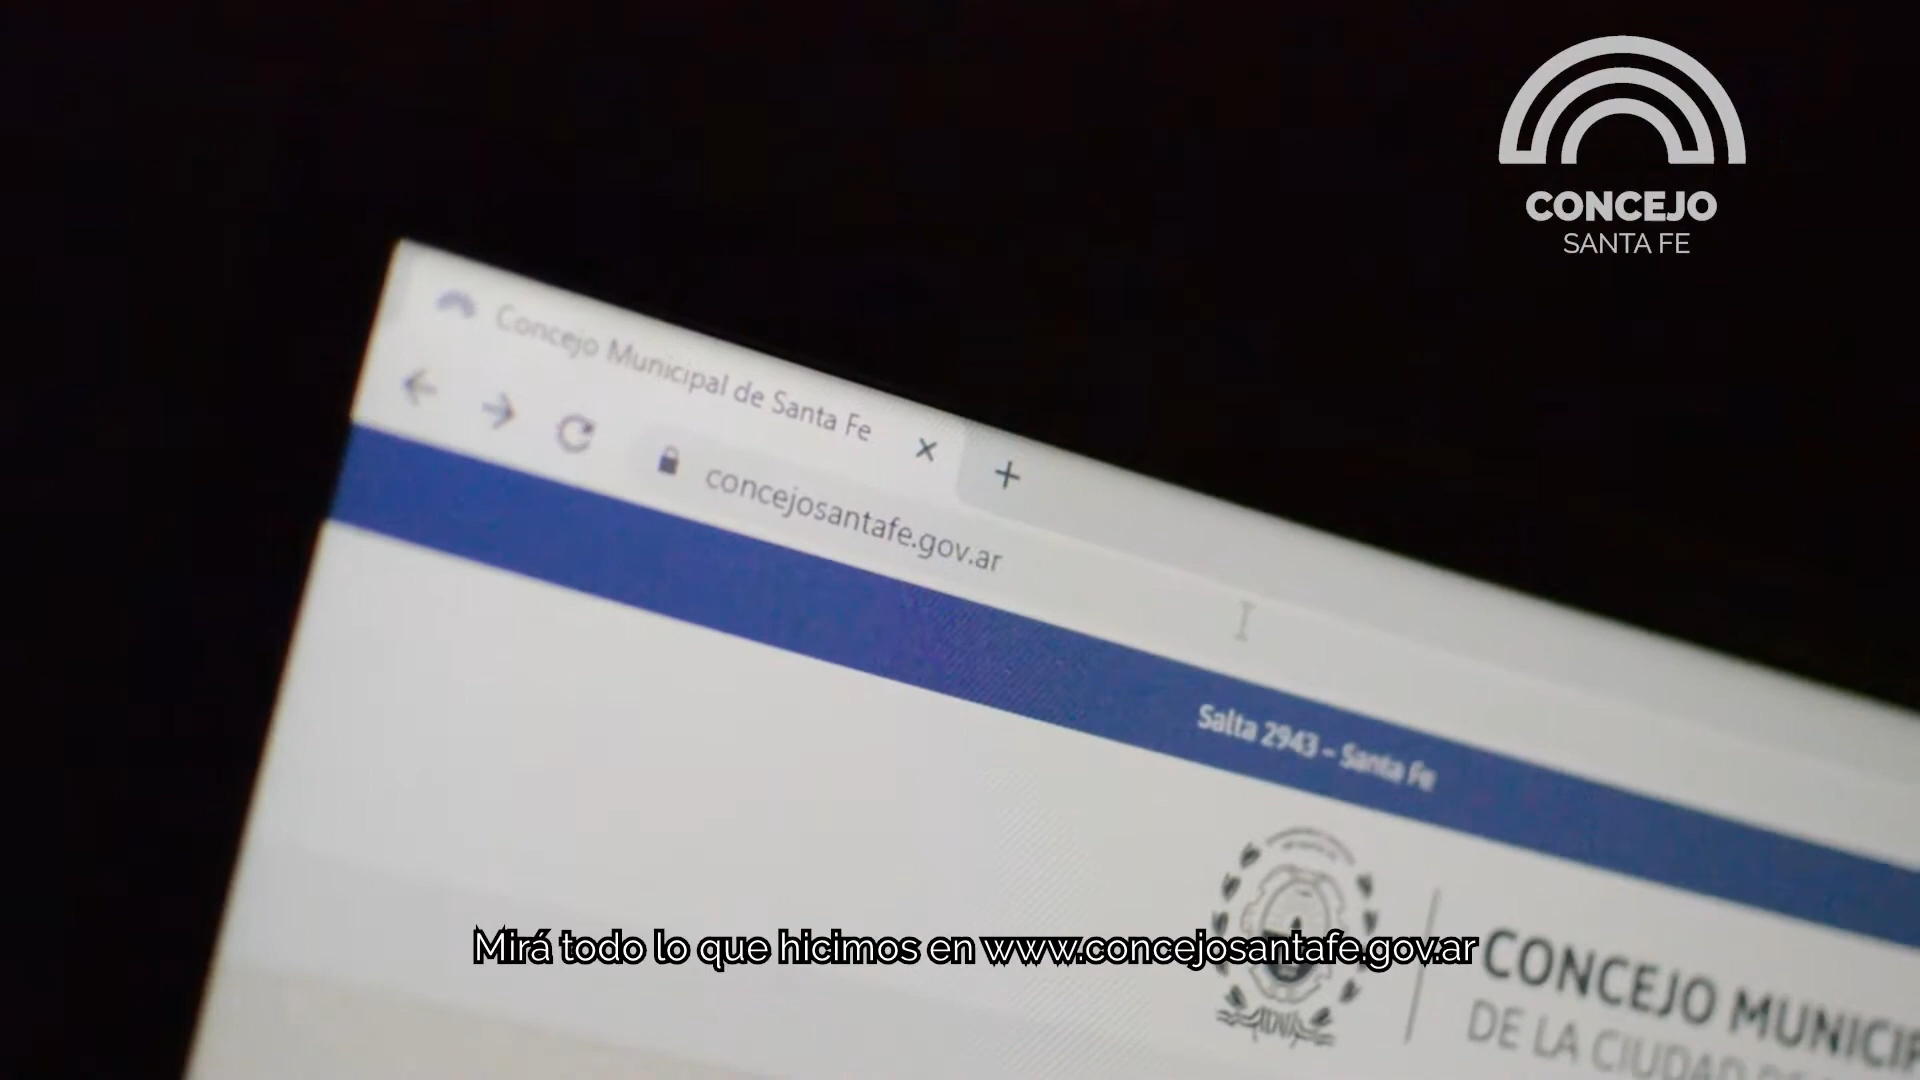 CONCEJO
SANTA FE
Concejo Municipal de Santa Fe
concejosantafe.gov.ar
Salta 2943 – Santa Fe
Mirá todo lo que hicimos en www.concejosantafe.gov.ar
CONCEJO MUNICIP
DE LA CIUDAD DE